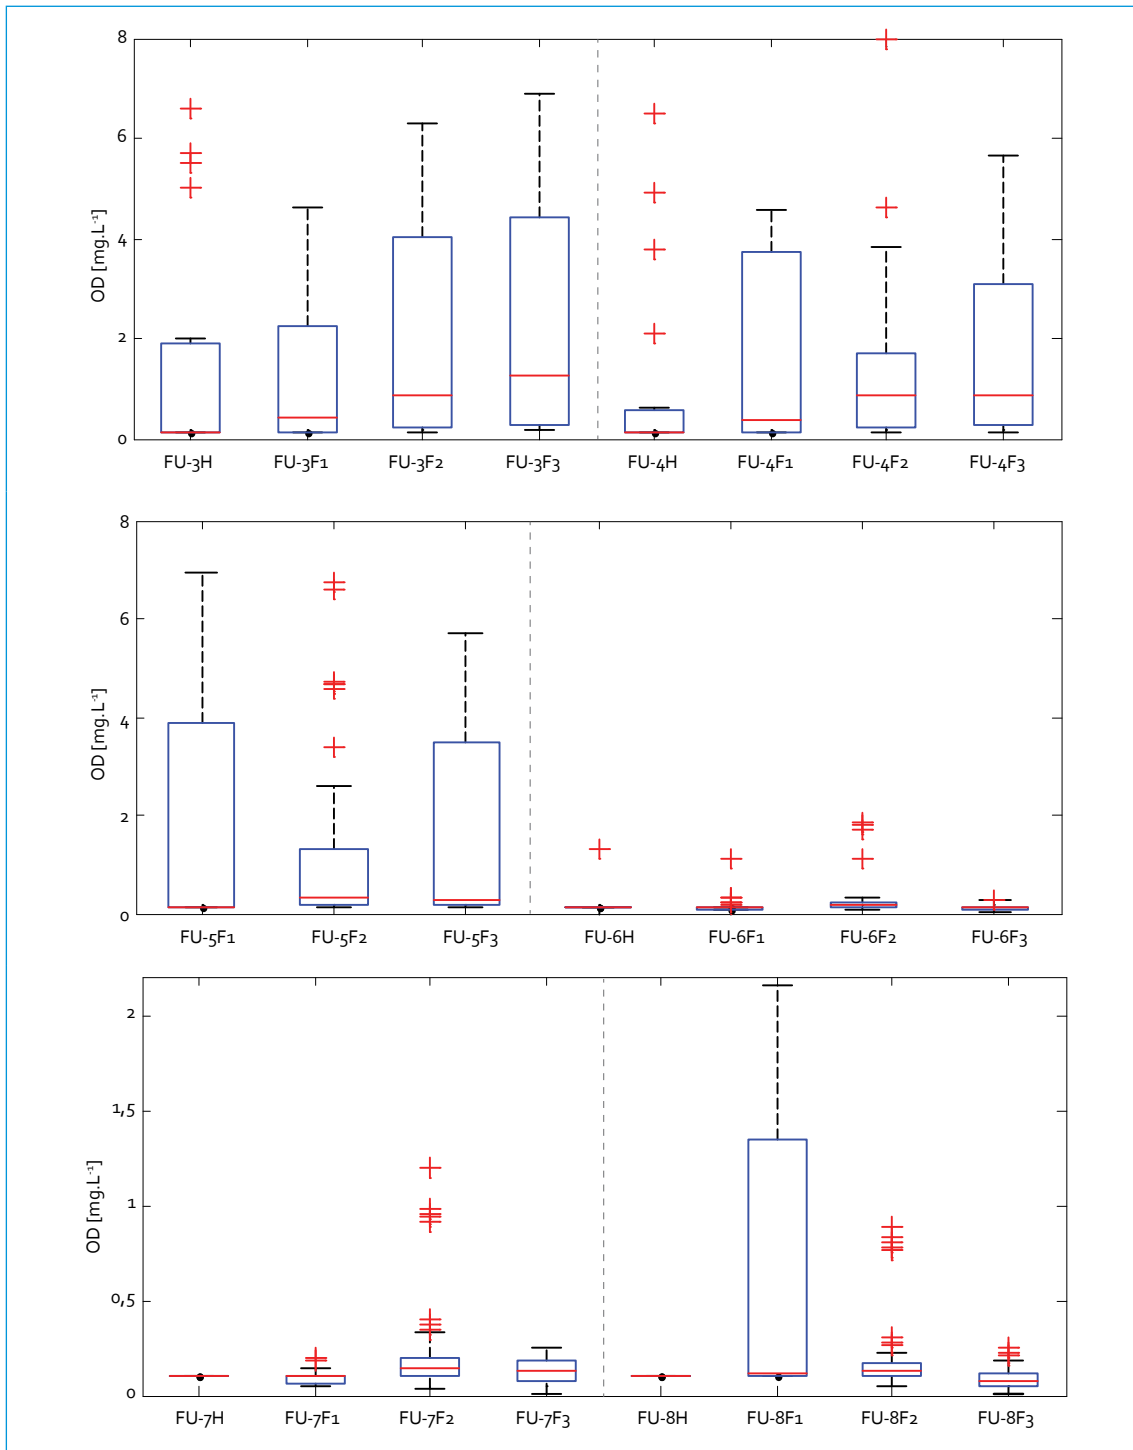 8
6
4
2
0
OD [mg.L⁻¹]
FU-3H FU-3F1 FU-3F2 FU-3F3 FU-4H FU-4F1 FU-4F2 FU-4F3
8
6
4
2
0
OD [mg.L⁻¹]
FU-5F1 FU-5F2 FU-5F3 FU-6H FU-6F1 FU-6F2 FU-6F3
2
1,5
1
0,5
0
OD [mg.L⁻¹]
FU-7H FU-7F1 FU-7F2 FU-7F3 FU-8H FU-8F1 FU-8F2 FU-8F3